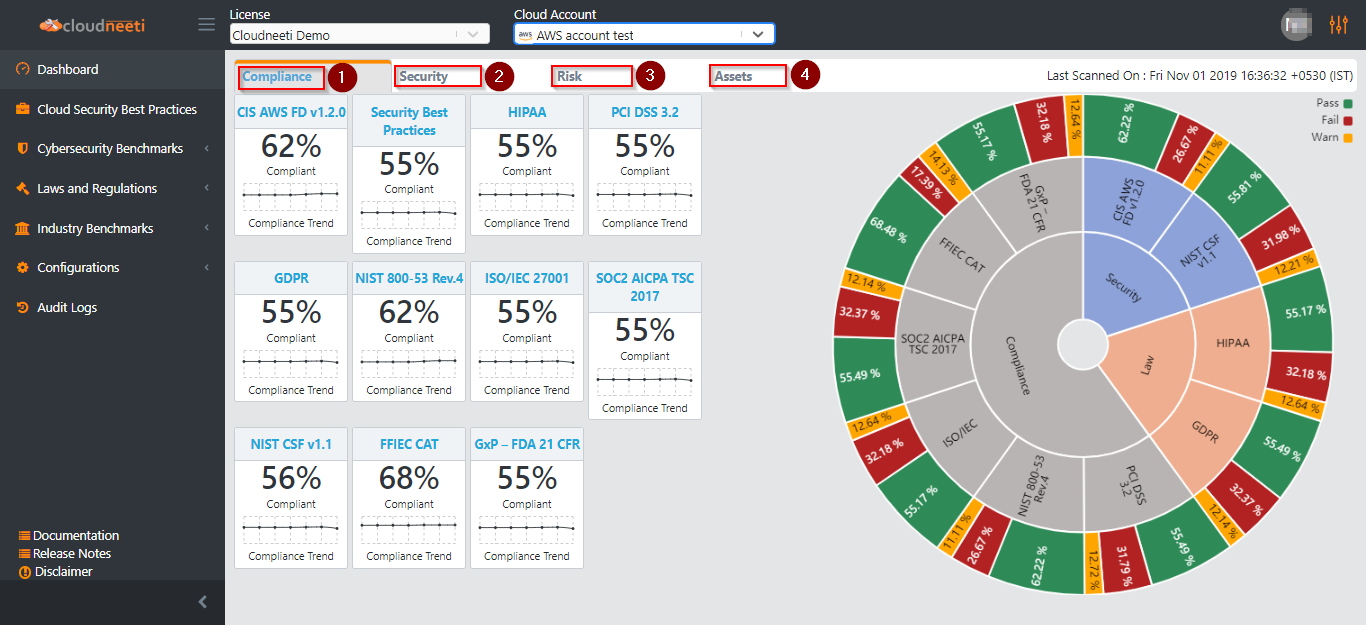 cloudneeti
License
Cloudneeti Demo
Cloud Account
aws AWS account test
Dashboard
Cloud Security Best Practices
Cybersecurity Benchmarks
Laws and Regulations
Industry Benchmarks
Configurations
Audit Logs
Documentation
Release Notes
Disclaimer
Compliance 1
Security 2
Risk 3
Assets 4
Last Scanned On : Fri Nov 01 2019 16:36:32 +0530 (IST)
CIS AWS FD v1.2.0
62%
Compliant
Compliance Trend
Security Best
Practices
55%
Compliant
Compliance Trend
HIPAA
55%
Compliant
Compliance Trend
PCI DSS 3.2
55%
Compliant
Compliance Trend
GDPR
55%
Compliant
Compliance Trend
NIST 800-53 Rev.4
62%
Compliant
Compliance Trend
ISO/IEC 27001
55%
Compliant
Compliance Trend
SOC2 AICPA TSC
2017
55%
Compliant
Compliance Trend
NIST CSF v1.1
56%
Compliant
Compliance Trend
FFIEC CAT
68%
Compliant
Compliance Trend
GxP – FDA 21 CFR
55%
Compliant
Compliance Trend
Pass
Fail
Warn
Security
CIS AWS
FD v1.2.0
62.22 %
26.67 %
11.11 %
NIST CSF
v1.1
55.81 %
31.98 %
12.21 %
Law
HIPAA
55.17 %
32.18 %
12.64 %
GDPR
55.49 %
32.37 %
12.14 %
Compliance
PCI DSS
3.2
55.49 %
31.79 %
12.72 %
NIST 800-53
Rev.4
62.22 %
26.67 %
11.11 %
ISO/IEC
55.17 %
32.18 %
12.64 %
SOC2 AICPA
TSC 2017
55.49 %
32.37 %
12.14 %
FFIEC CAT
68.48 %
17.39 %
14.13 %
GxP –
FDA 21 CFR
55.17 %
32.18 %
12.64 %